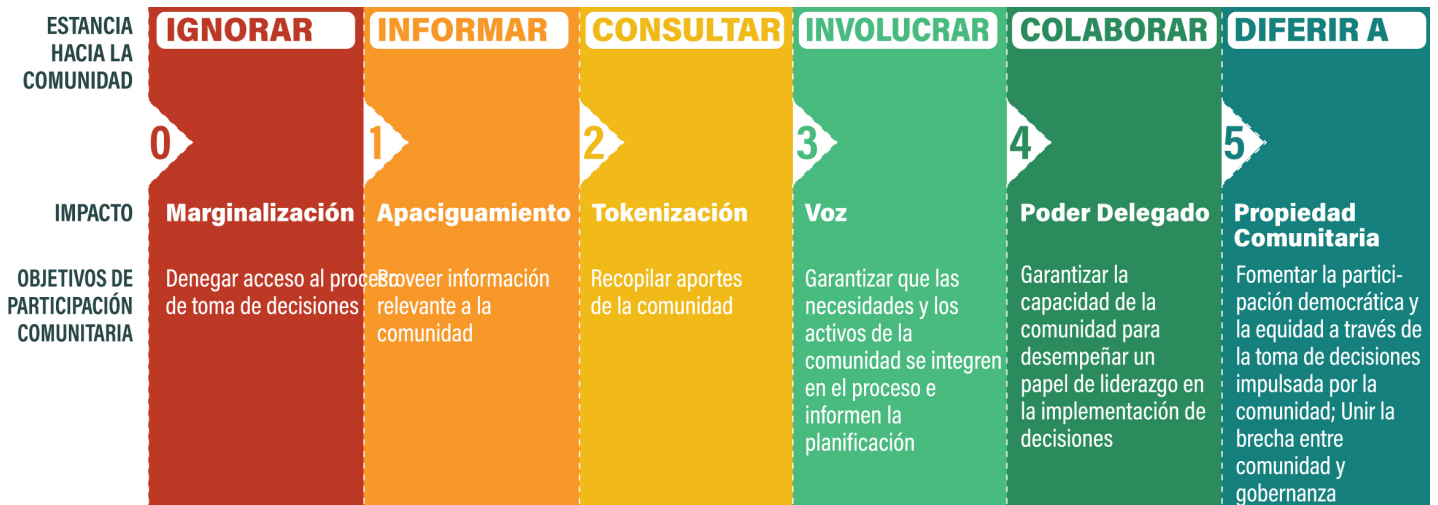 ESTANCIA
HACIA LA
COMUNIDAD
IGNORAR
INFORMAR
CONSULTAR
INVOLUCRAR
COLABORAR
DIFERIR A
0
1
2
3
4
5
IMPACTO
Marginalización
Apaciguamiento
Tokenización
Voz
Poder Delegado
Propiedad
Comunitaria
OBJETIVOS DE
PARTICIPACIÓN
COMUNITARIA
Denegar acceso al proceso
de toma de decisiones
Proveer información
relevante a la
comunidad
Recopilar aportes
de la comunidad
Garantizar que las
necesidades y los
activos de la
comunidad se integren
en el proceso e
informen la
planificación
Garantizar la
capacidad de la
comunidad para
desempeñar un
papel de liderazgo en
la implementación de
decisiones
Fomentar la partici-
pación democrática y
la equidad a través de
la toma de decisiones
impulsada por la
comunidad; Unir la
brecha entre
comunidad y
gobernanza